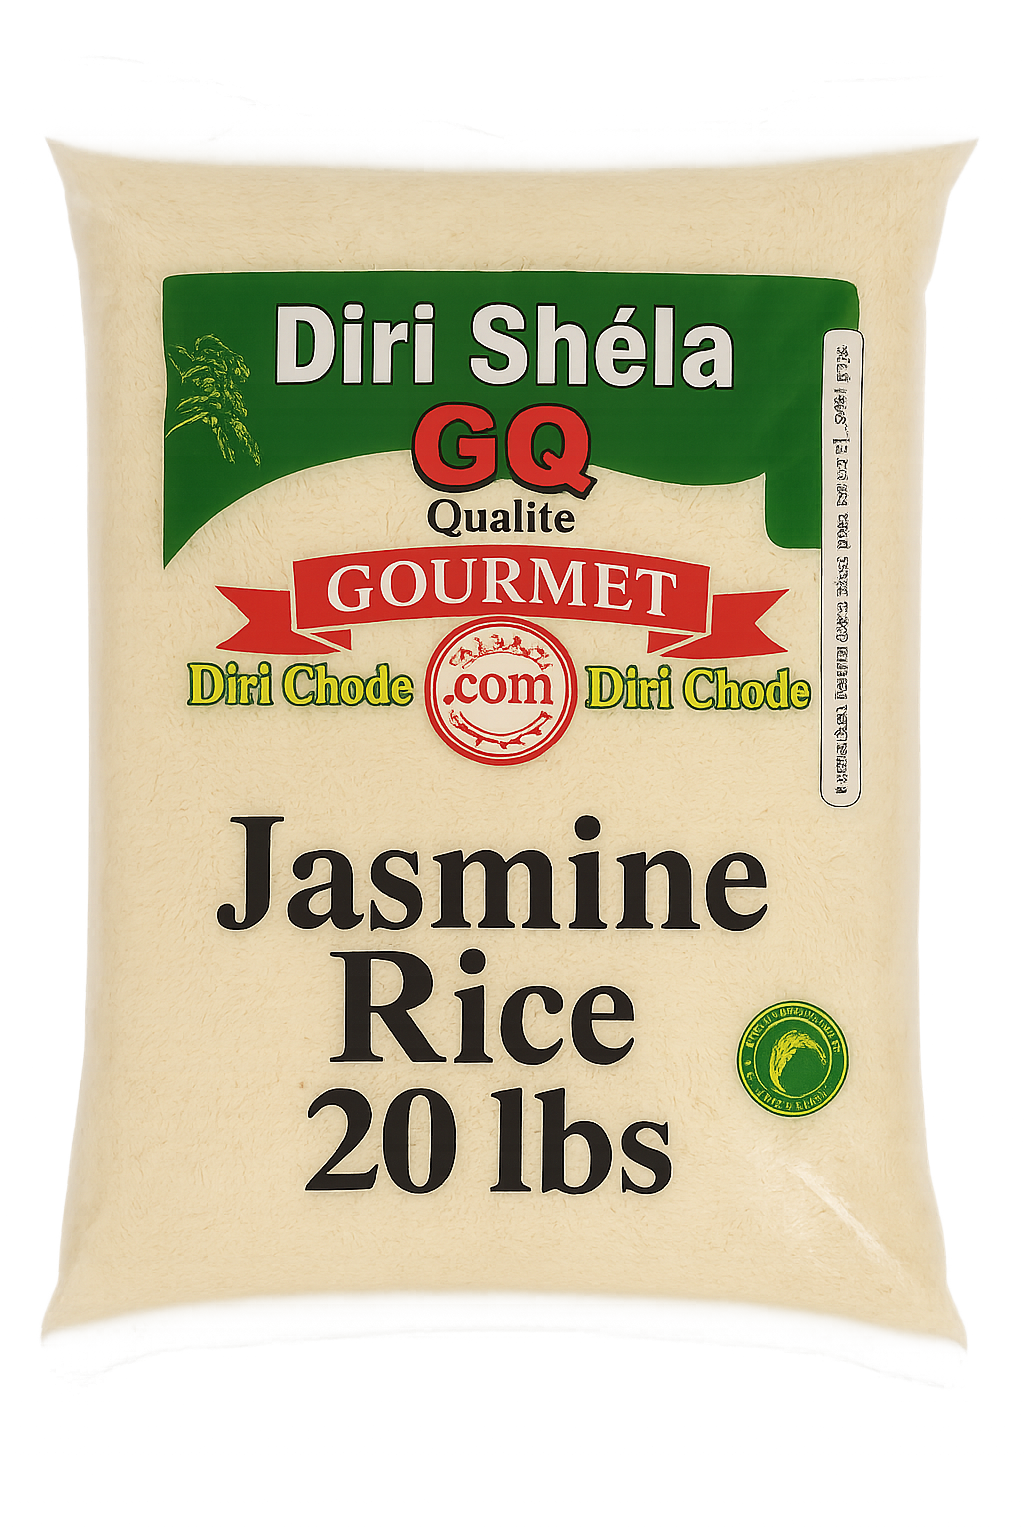 Diri Shéla
GQ
Qualite
GOURMET
Diri Chode
.com
Diri Chode
Jasmine
Rice
20 lbs